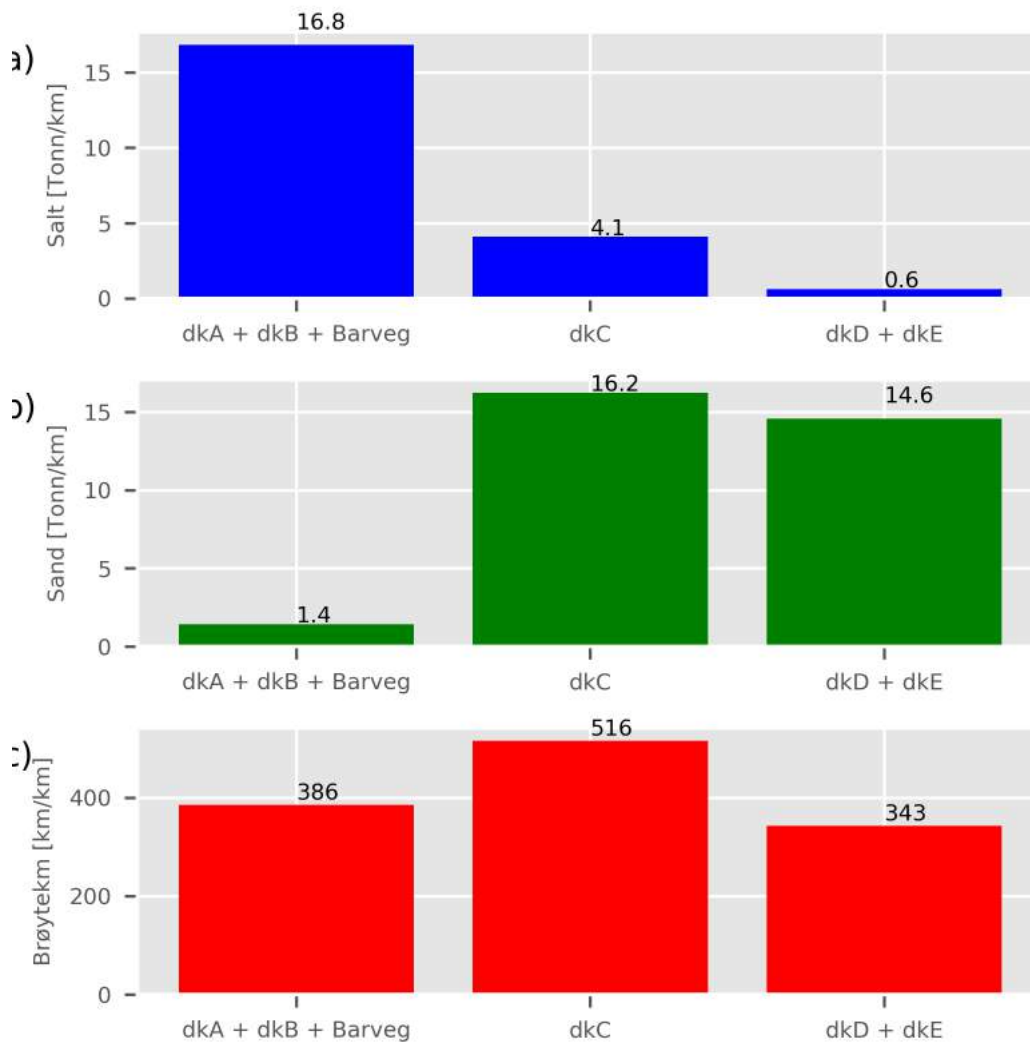 a)
Salt [Tonn/km]
15
10
5
0
16.8
4.1
0.6
dkA + dkB + Barveg
dkC
dkD + dkE
b)
Sand [Tonn/km]
15
10
5
0
1.4
16.2
14.6
dkA + dkB + Barveg
dkC
dkD + dkE
c)
Brøytekm [km/km]
400
200
0
386
516
343
dkA + dkB + Barveg
dkC
dkD + dkE